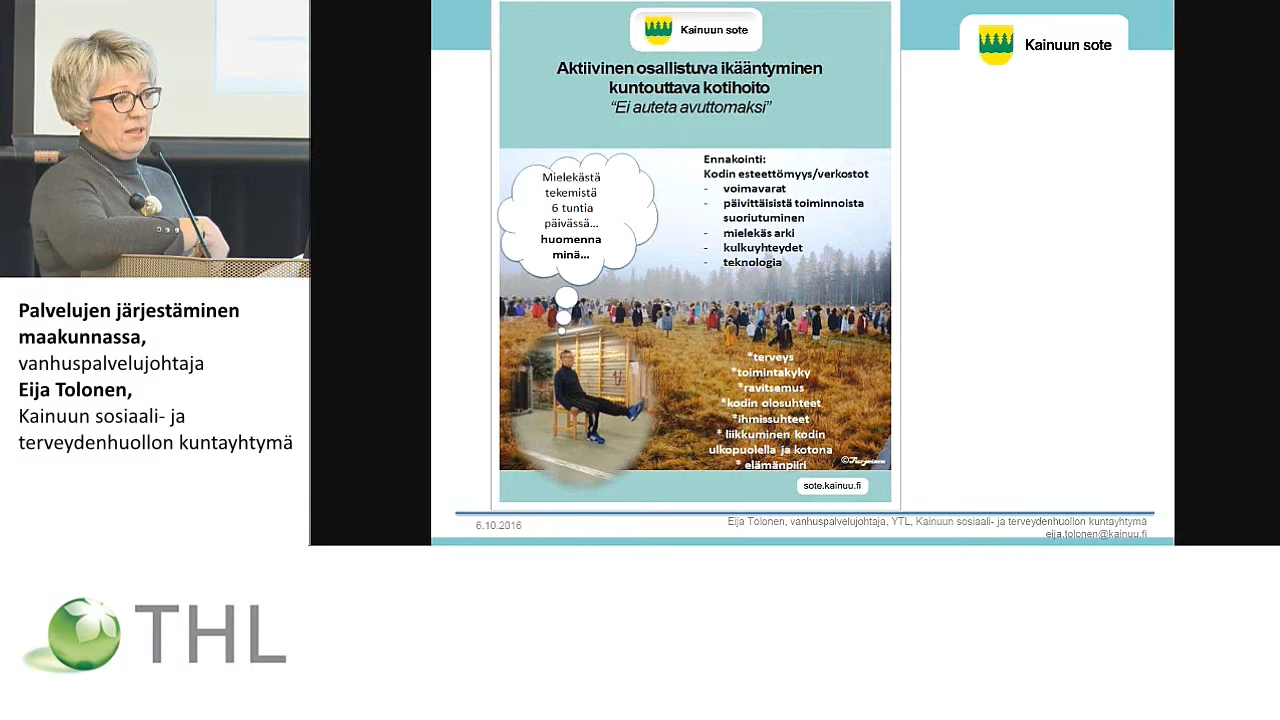 Kainuun sote
Kainuun sote
Aktiivinen osallistuva ikääntyminen
kuntouttava kotihoito
"Ei auteta avuttomaksi"
Mielekästä
tekemistä
6 tuntia
päivässä...
huomenna
minä...
Ennakointi:
Kodin esteettömyys/verkostot
- voimavarat
- päivittäisistä toiminnoista
suoriutuminen
- mielekäs arki
- kulkuyhteydet
- teknologia
*terveys
*toimintakyky
*ravitsemus
*kodin olosuhteet
*ihmissuhteet
* liikkuminen kodin
ulkopuolella ja kotona
* elämänpiiri
sote.kainuu.fi
6.10.2016
Eija Tolonen, vanhuspalvelujohtaja, YTL, Kainuun sosiaali- ja terveydenhuollon kuntayhtymä
eija.tolonen@kainuu.fi
Palvelujen järjestäminen
maakunnassa,
vanhuspalvelujohtaja
Eija Tolonen,
Kainuun sosiaali- ja
terveydenhuollon kuntayhtymä
THL